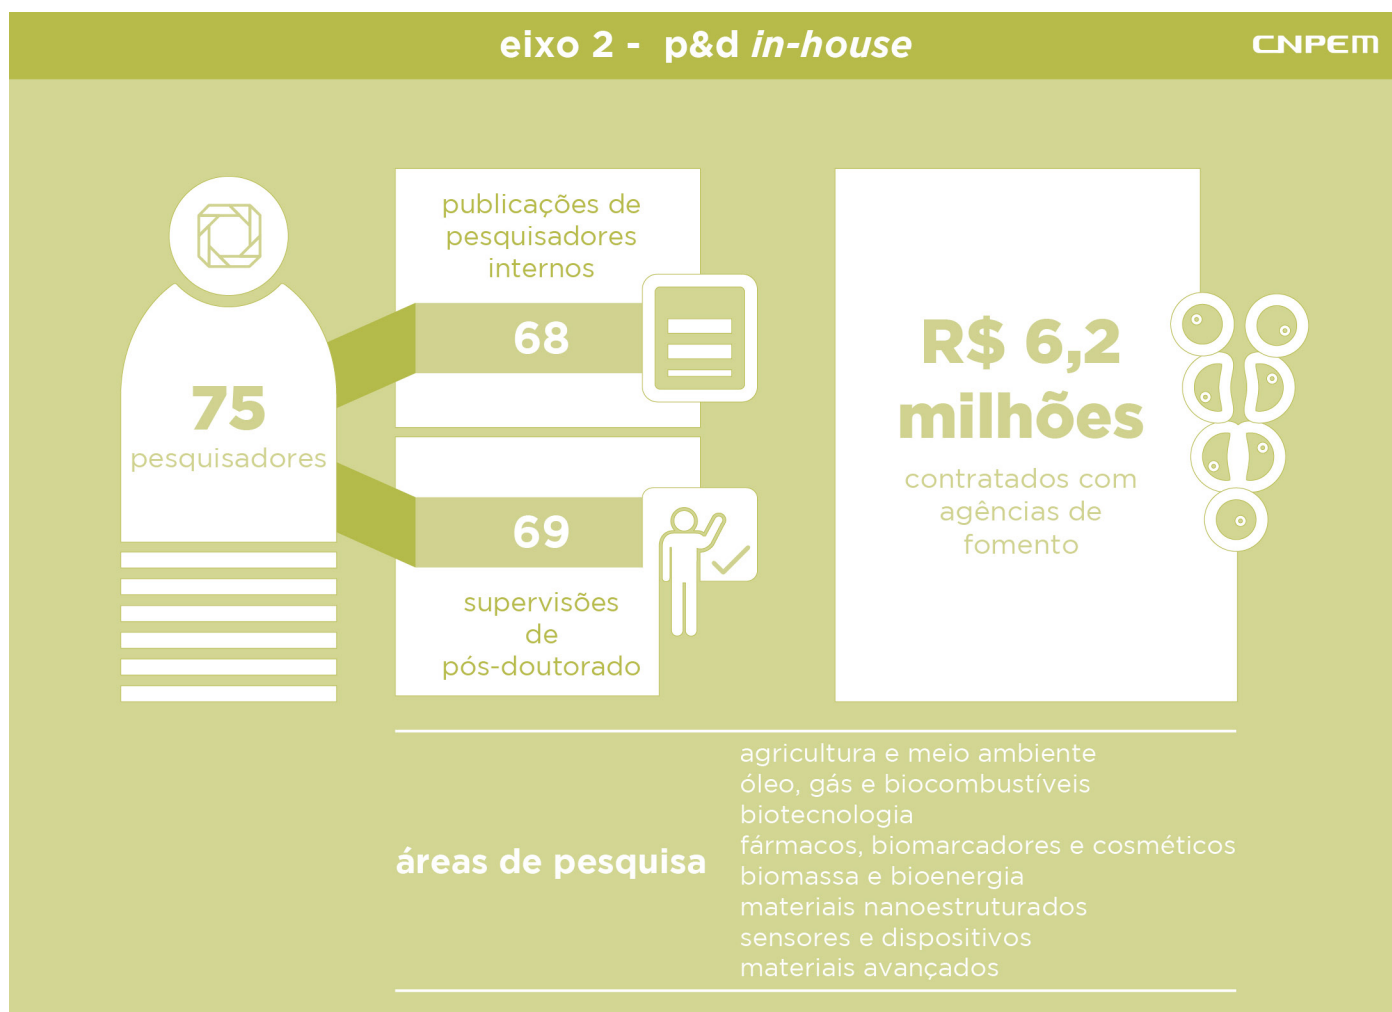 eixo 2 - p&d in-house
CNPEM
publicações de
pesquisadores
internos
68
75
pesquisadores
69
supervisões
de
pós-doutorado
R$ 6,2
milhões
contratados com
agências de
fomento
áreas de pesquisa
agricultura e meio ambiente
óleo, gás e biocombustíveis
biotecnologia
fármacos, biomarcadores e cosméticos
biomassa e bioenergia
materiais nanoestruturados
sensores e dispositivos
materiais avançados